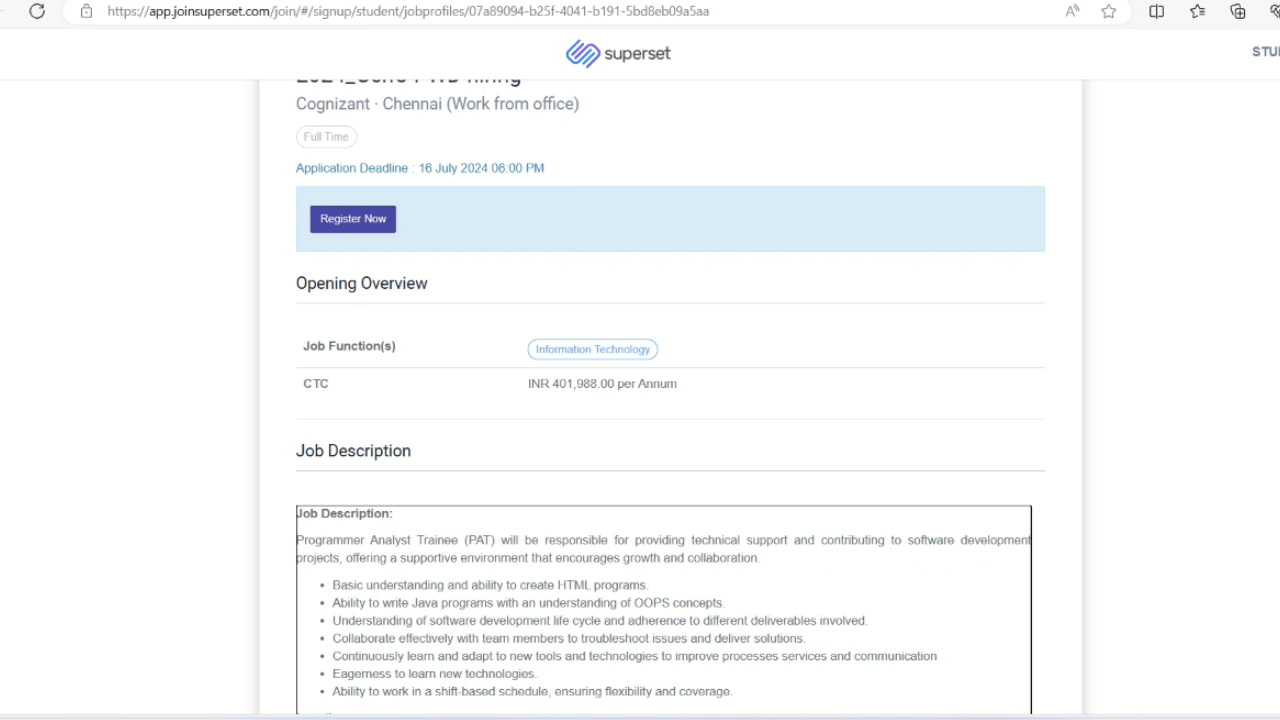 https://app.joinsuperset.com/join/#/signup/student/jobprofiles/07a89094-b25f-4041-b191-5bd8eb09a5aa
superset
Cognizant · Chennai (Work from office)
Full Time
Application Deadline : 16 July 2024 06:00 PM
Register Now
Opening Overview
Job Function(s)
Information Technology
CTC
INR 401,988.00 per Annum
Job Description
Job Description:
Programmer Analyst Trainee (PAT) will be responsible for providing technical support and contributing to software development
projects, offering a supportive environment that encourages growth and collaboration.
• Basic understanding and ability to create HTML programs.
• Ability to write Java programs with an understanding of OOPS concepts.
• Understanding of software development life cycle and adherence to different deliverables involved.
• Collaborate effectively with team members to troubleshoot issues and deliver solutions.
• Continuously learn and adapt to new tools and technologies to improve processes services and communication
• Eagerness to learn new technologies.
• Ability to work in a shift-based schedule, ensuring flexibility and coverage.